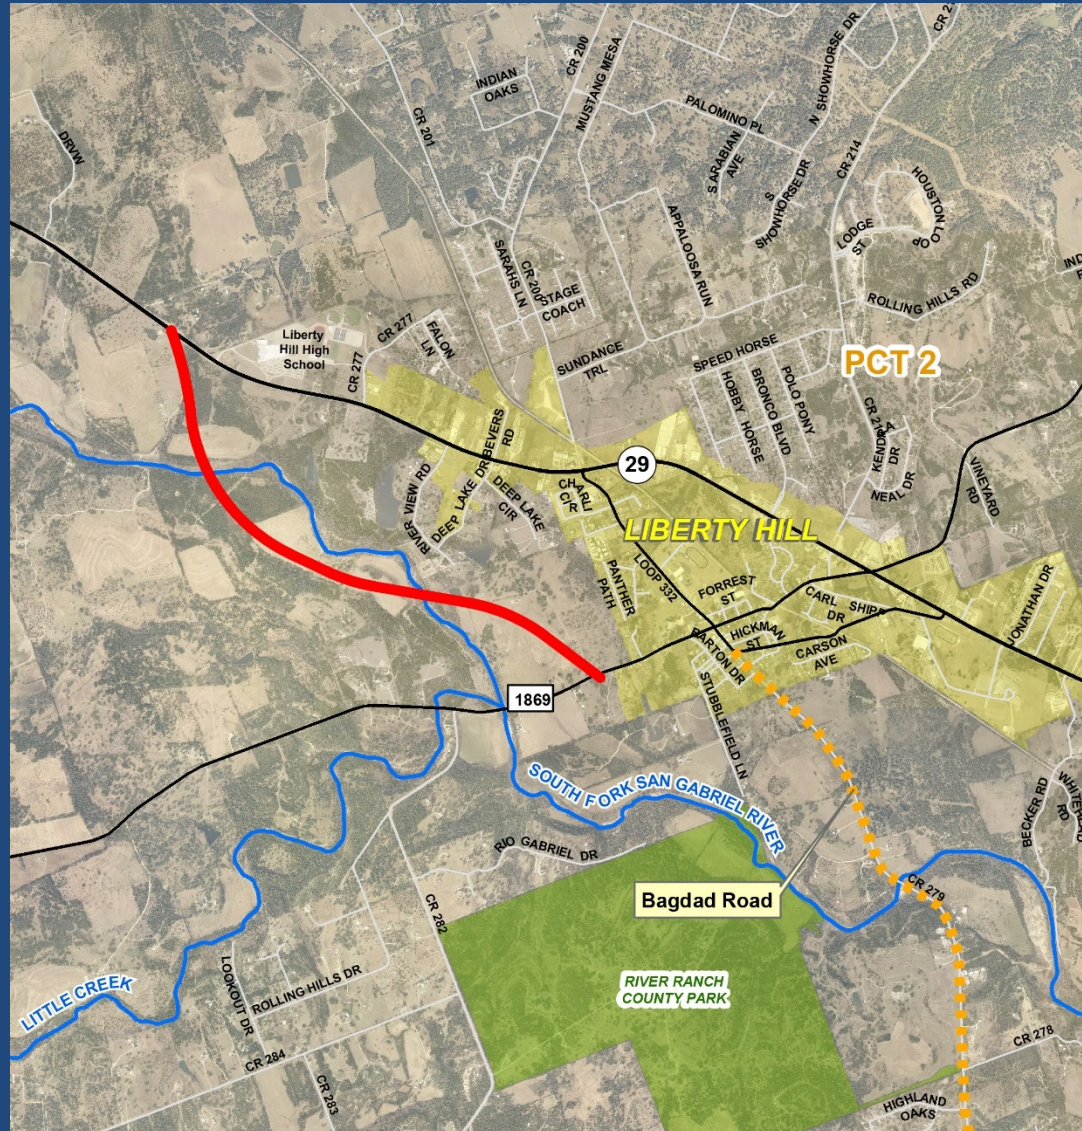 DRVW
CR 201
INDIAN
OAKS
CR 200
MUSTANG MESA
PALOMINO PL
S ARABIAN
AVE
N SHOWHORSE DR
S
SHOWHORSE DR
CR 214
HOUSTON LOOP
LODGE
ST
ROLLING HILLS RD
APPALOOSA RUN
SARAHS LN
CR 200
STAGE
COACH
Liberty
Hill High
School
CR 277
FALON
LN
CR 277
SUNDANCE
TRL
SPEED HORSE
HOBBY HORSE
BRONCO BLVD
POLO PONY
PCT 2
KENDRA
DR
NEAL DR
VINEYARD
RD
BEVERS
RD
RIVER VIEW RD
DEEP LAKE DR
DEEP LAKE
CIR
CHARLI
CIR
29
LIBERTY HILL
PANTHER
PATH
LOOP 332
FORREST
ST
HICKMAN
ST
CARL
DR
SHIPP
CARSON
AVE
JONATHAN DR
BARTON DR
STUBBLEFIELD LN
1869
SOUTH FORK SAN GABRIEL RIVER
RIO GABRIEL DR
BECKER RD
Bagdad Road
CR 279
CR 282
RIVER RANCH
COUNTY PARK
LITTLE CREEK
LOOKOUT DR
ROLLING HILLS DR
CR 284
CR 283
CR 278
HIGHLAND
OAKS